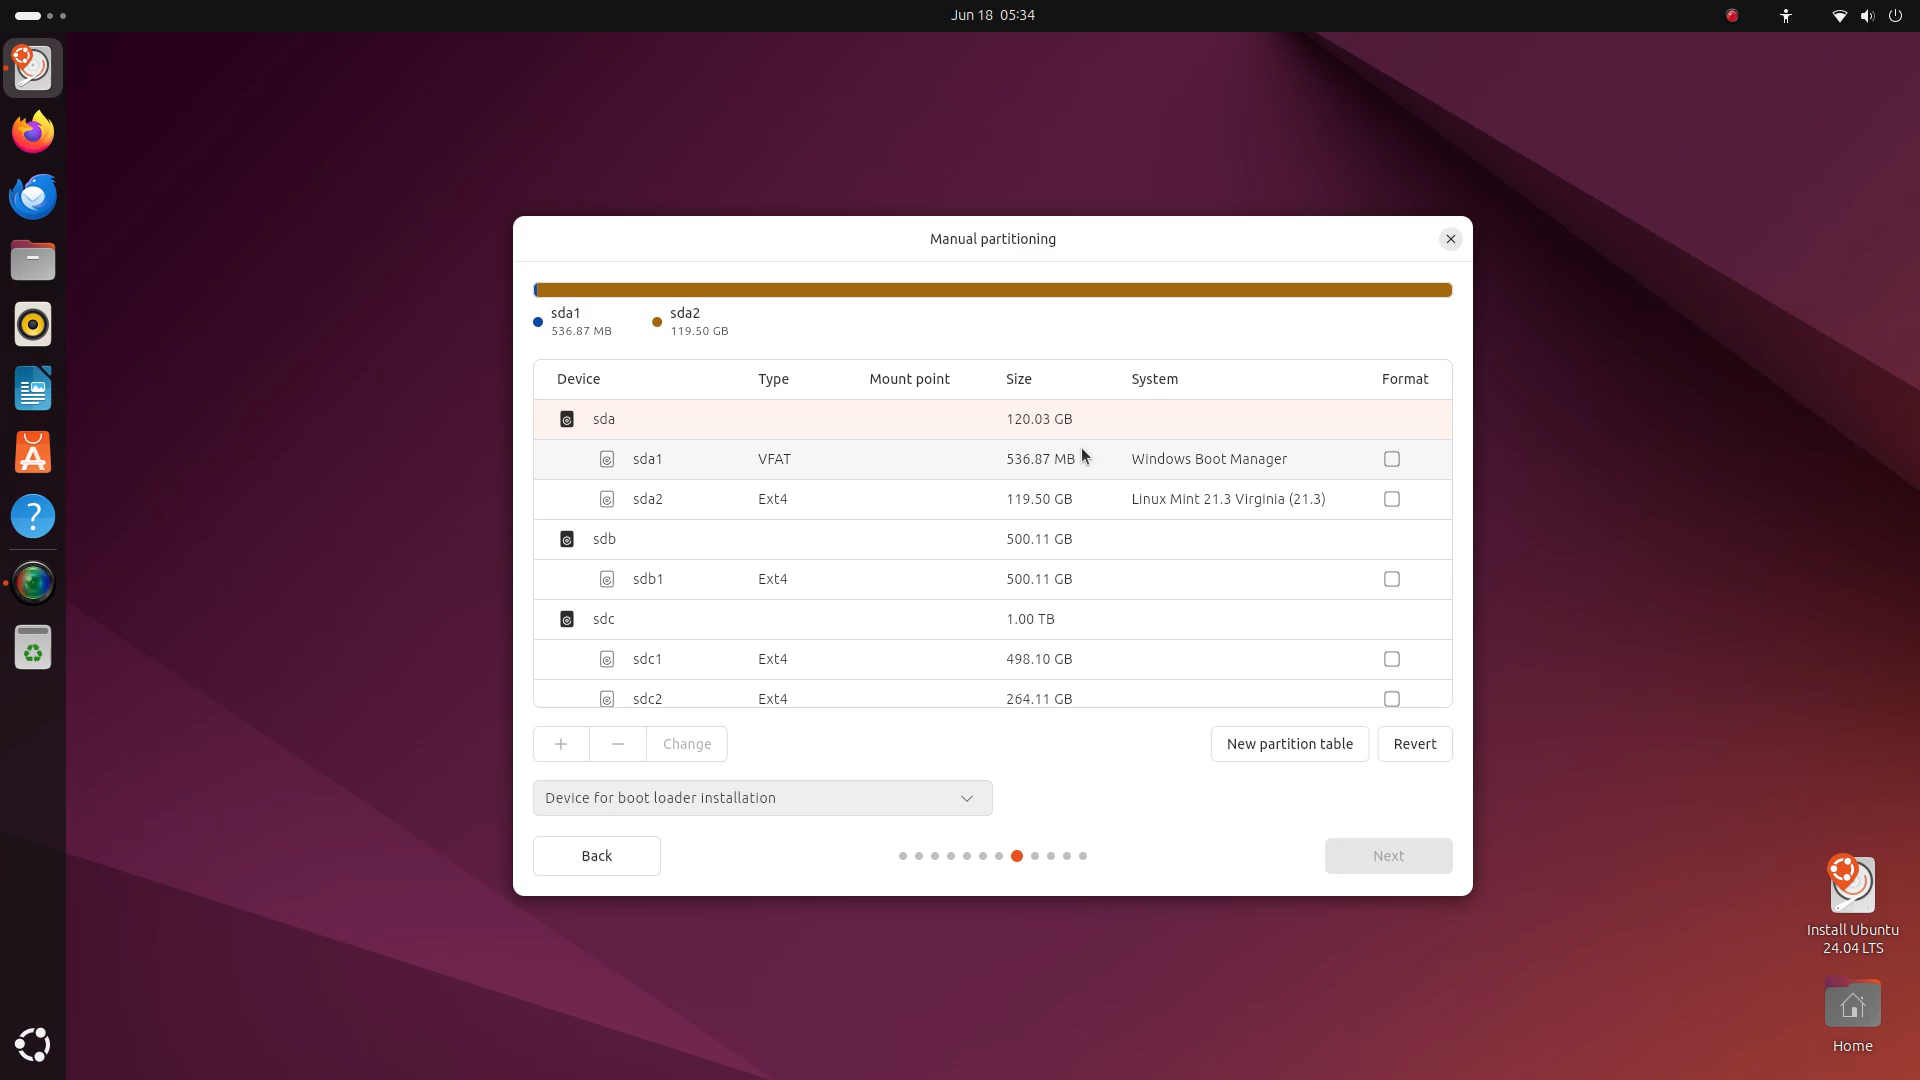 Jun 18 05:34
Manual partitioning
sda1
536.87 MB
sda2
119.50 GB
Device Type Mount point Size System Format
sda 120.03 GB
sda1 VFAT 536.87 MB Windows Boot Manager
sda2 Ext4 119.50 GB Linux Mint 21.3 Virginia (21.3)
sdb 500.11 GB
sdb1 Ext4 500.11 GB
sdc 1.00 TB
sdc1 Ext4 498.10 GB
sdc2 Ext4 264.11 GB
+ − Change New partition table Revert
Device for boot loader installation
Back Next
Install Ubuntu
24.04 LTS
Home